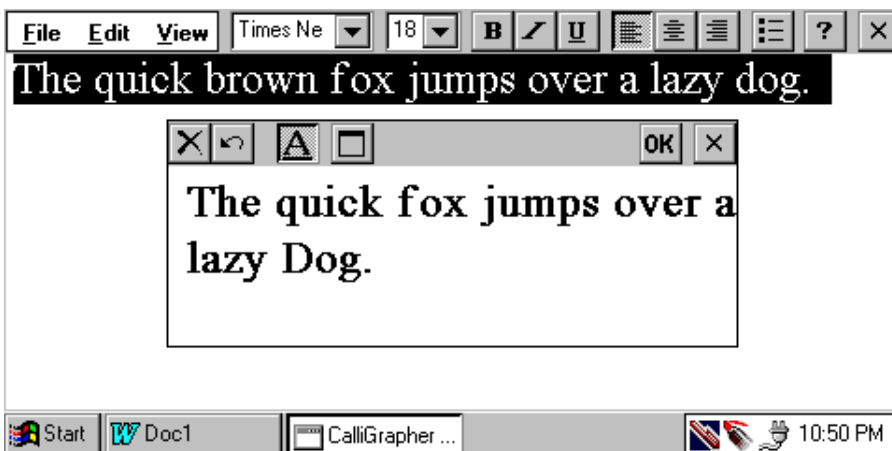 File Edit View Times Ne 18 B I U ? ×
The quick brown fox jumps over a lazy dog.
A OK ×
The quick fox jumps over a
lazy Dog.
Start W Doc1 CalliGrapher ... 10:50 PM